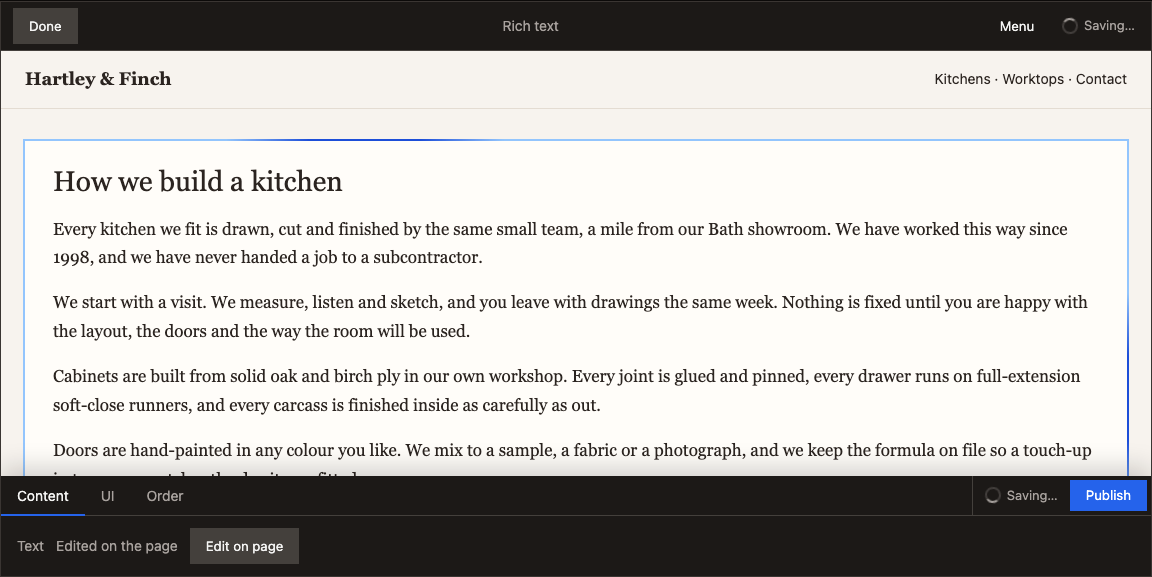 Done
Rich text
Menu
Saving...
Hartley & Finch
Kitchens · Worktops · Contact
How we build a kitchen
Every kitchen we fit is drawn, cut and finished by the same small team, a mile from our Bath showroom. We have worked this way since
1998, and we have never handed a job to a subcontractor.
We start with a visit. We measure, listen and sketch, and you leave with drawings the same week. Nothing is fixed until you are happy with
the layout, the doors and the way the room will be used.
Cabinets are built from solid oak and birch ply in our own workshop. Every joint is glued and pinned, every drawer runs on full-extension
soft-close runners, and every carcass is finished inside as carefully as out.
Doors are hand-painted in any colour you like. We mix to a sample, a fabric or a photograph, and we keep the formula on file so a touch-up
Content
UI
Order
Saving...
Publish
Text
Edited on the page
Edit on page